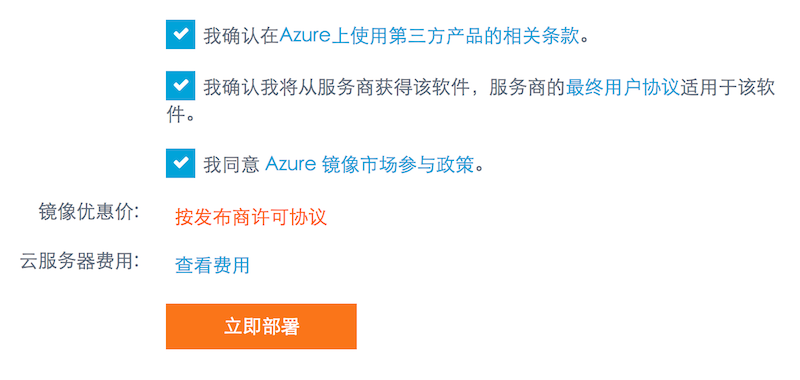 我确认在Azure上使用第三方产品的相关条款。
我确认我将从服务商获得该软件，服务商的最终用户协议适用于该软
件。
我同意 Azure 镜像市场参与政策。
镜像优惠价: 按发布商许可协议
云服务器费用: 查看费用
立即部署